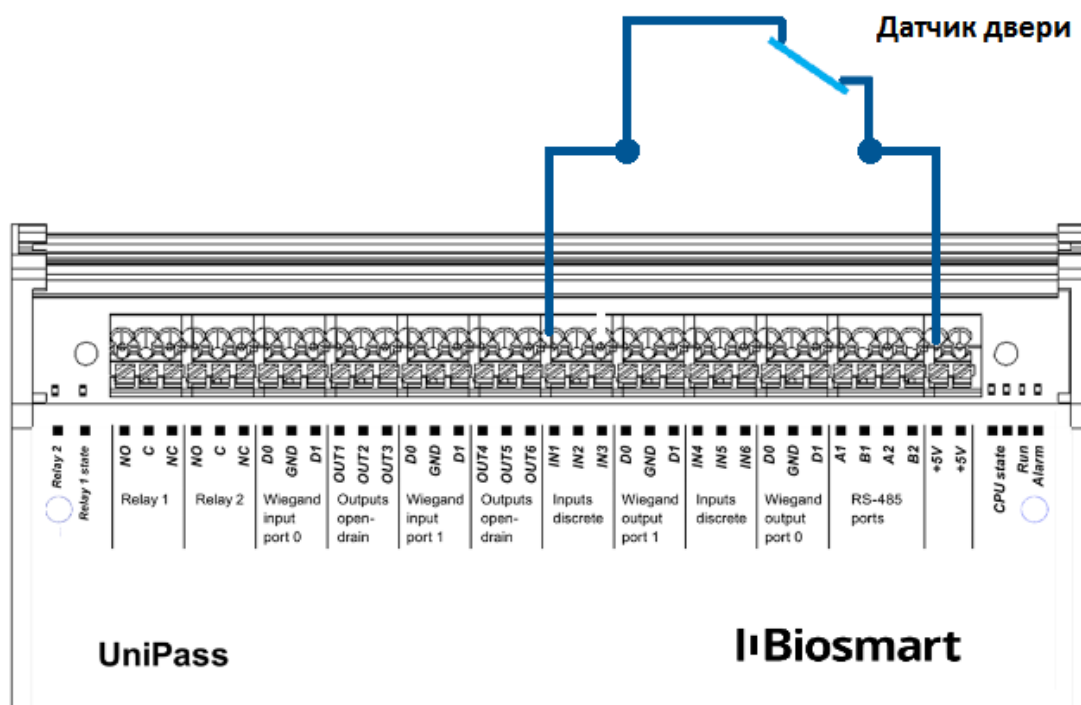 Датчик двери
Relay 2
Relay 1 state
NO
C
NC
NO
C
NC
D0
GND
D1
OUT1
OUT2
OUT3
D0
GND
D1
OUT4
OUT5
OUT6
IN1
IN2
IN3
D0
GND
D1
IN4
IN5
IN6
D0
GND
D1
A1
B1
A2
B2
+5V
+5V
CPU state
Run
Alarm
Relay 1
Relay 2
Wiegand
input
port 0
Outputs
open-
drain
Wiegand
input
port 1
Outputs
open-
drain
Inputs
discrete
Wiegand
output
port 1
Inputs
discrete
Wiegand
output
port 0
RS-485
ports
UniPass
Biosmart